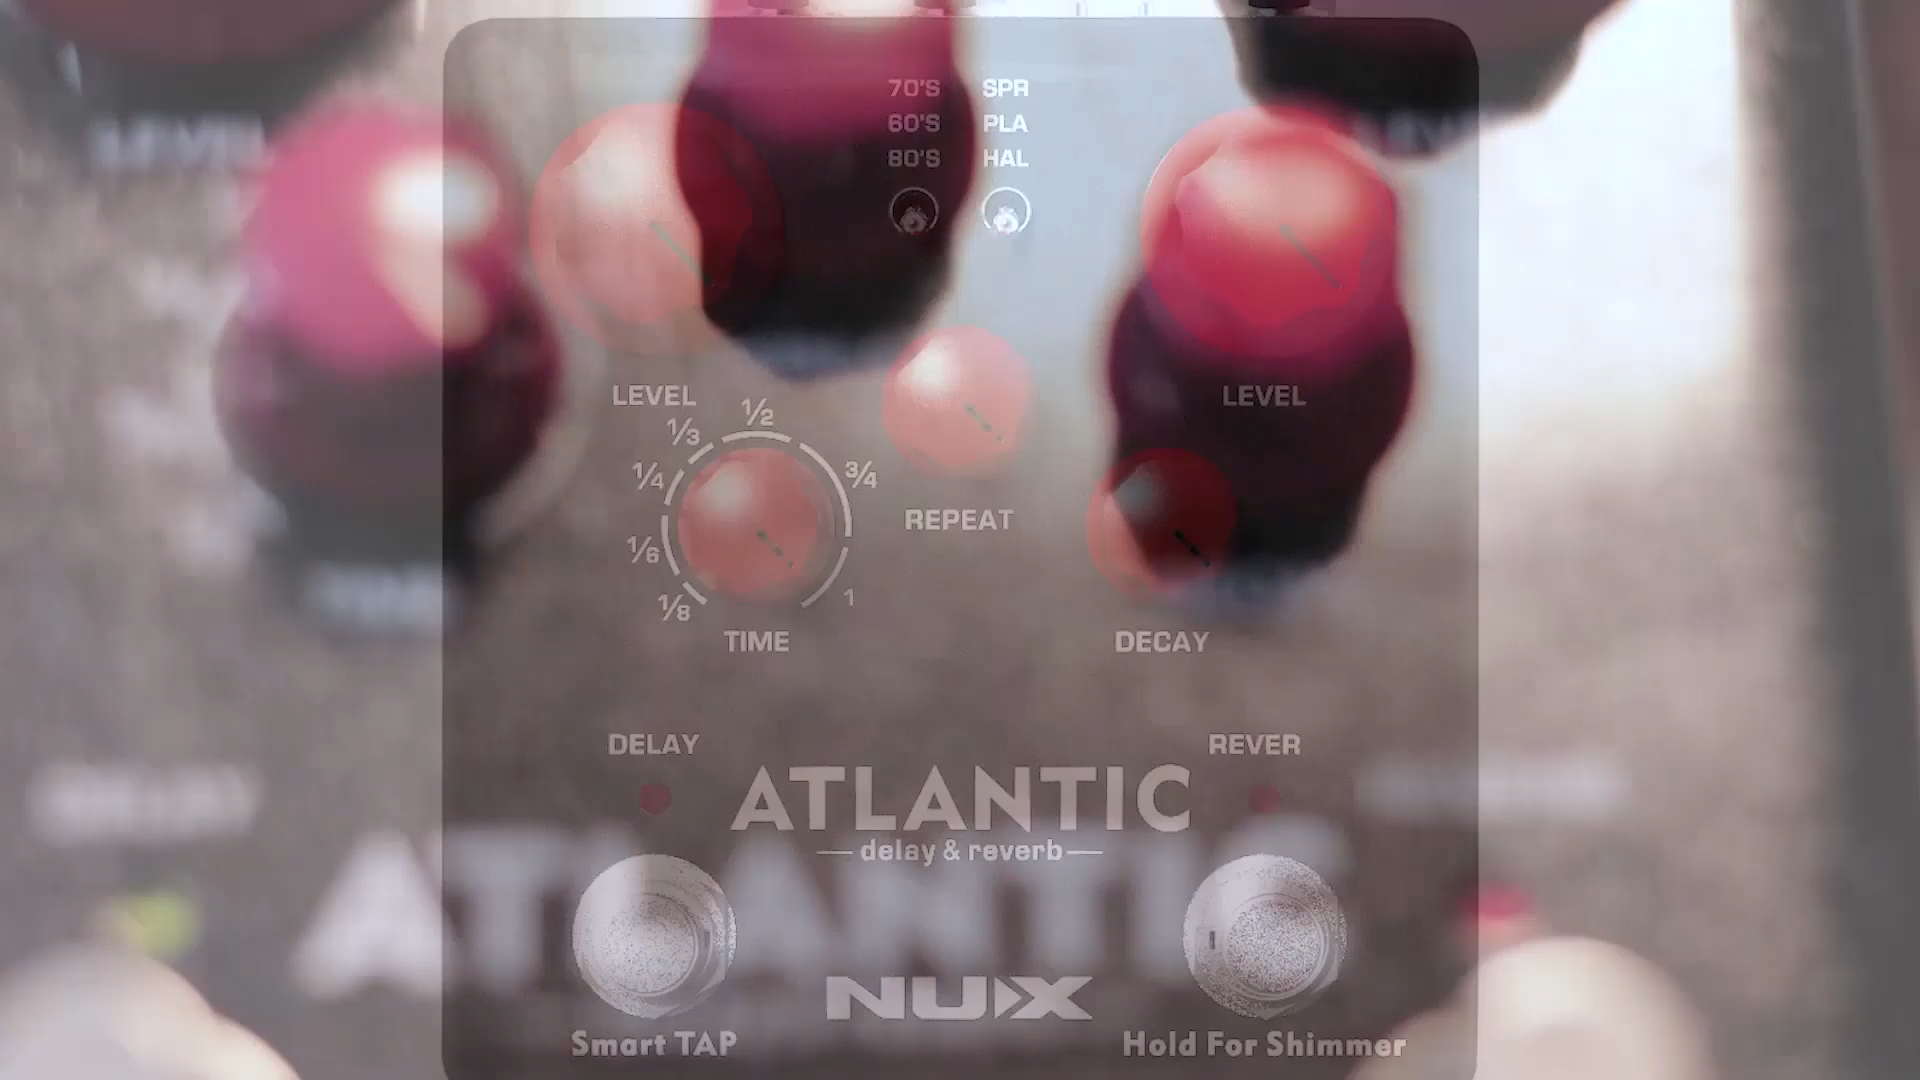 70'S SPR
60'S PLA
80'S HAL
LEVEL
LEVEL
1/2
1/3
1/4
3/4
REPEAT
1/6
1/8
1
TIME
DECAY
DELAY
REVER
ATLANTIC
delay & reverb
ATLANTIC
NUX
Smart TAP
Hold For Shimmer